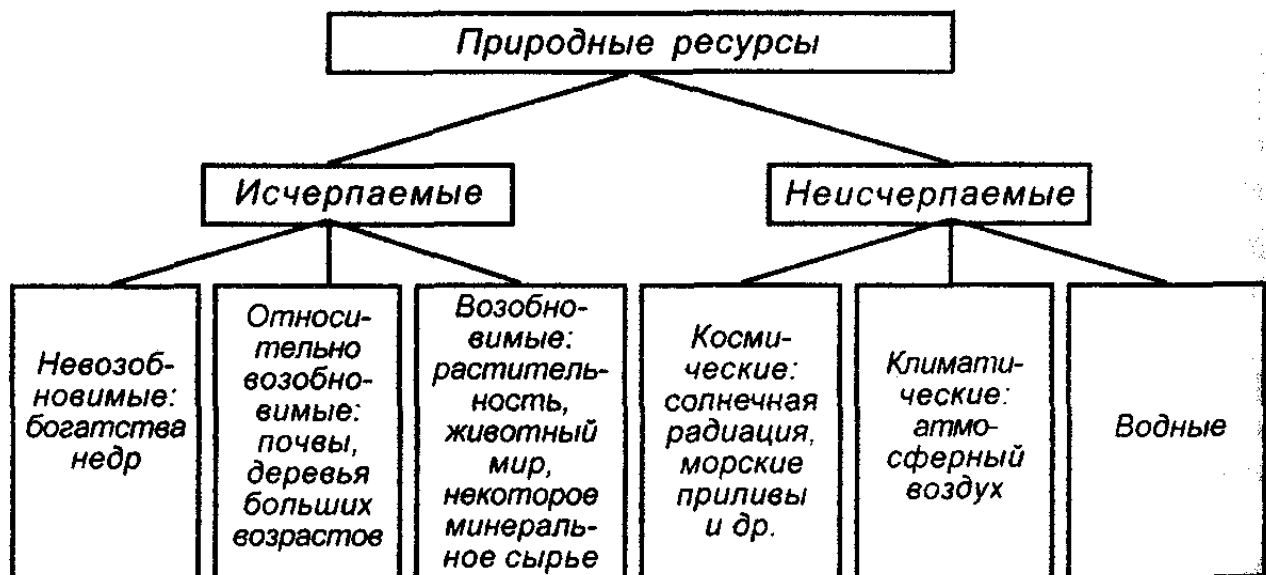 Природные ресурсы
Исчерпаемые
Неисчерпаемые
Невозоб-
новимые:
богатства
недр
Относи-
тельно
возобно-
вимые:
почвы,
деревья
больших
возрастов
Возобно-
вимые:
раститель-
ность,
животный
мир,
некоторое
минераль-
ное сырье
Косми-
ческие:
солнечная
радиация,
морские
приливы
и др.
Климати-
ческие:
атмо-
сферный
воздух
Водные